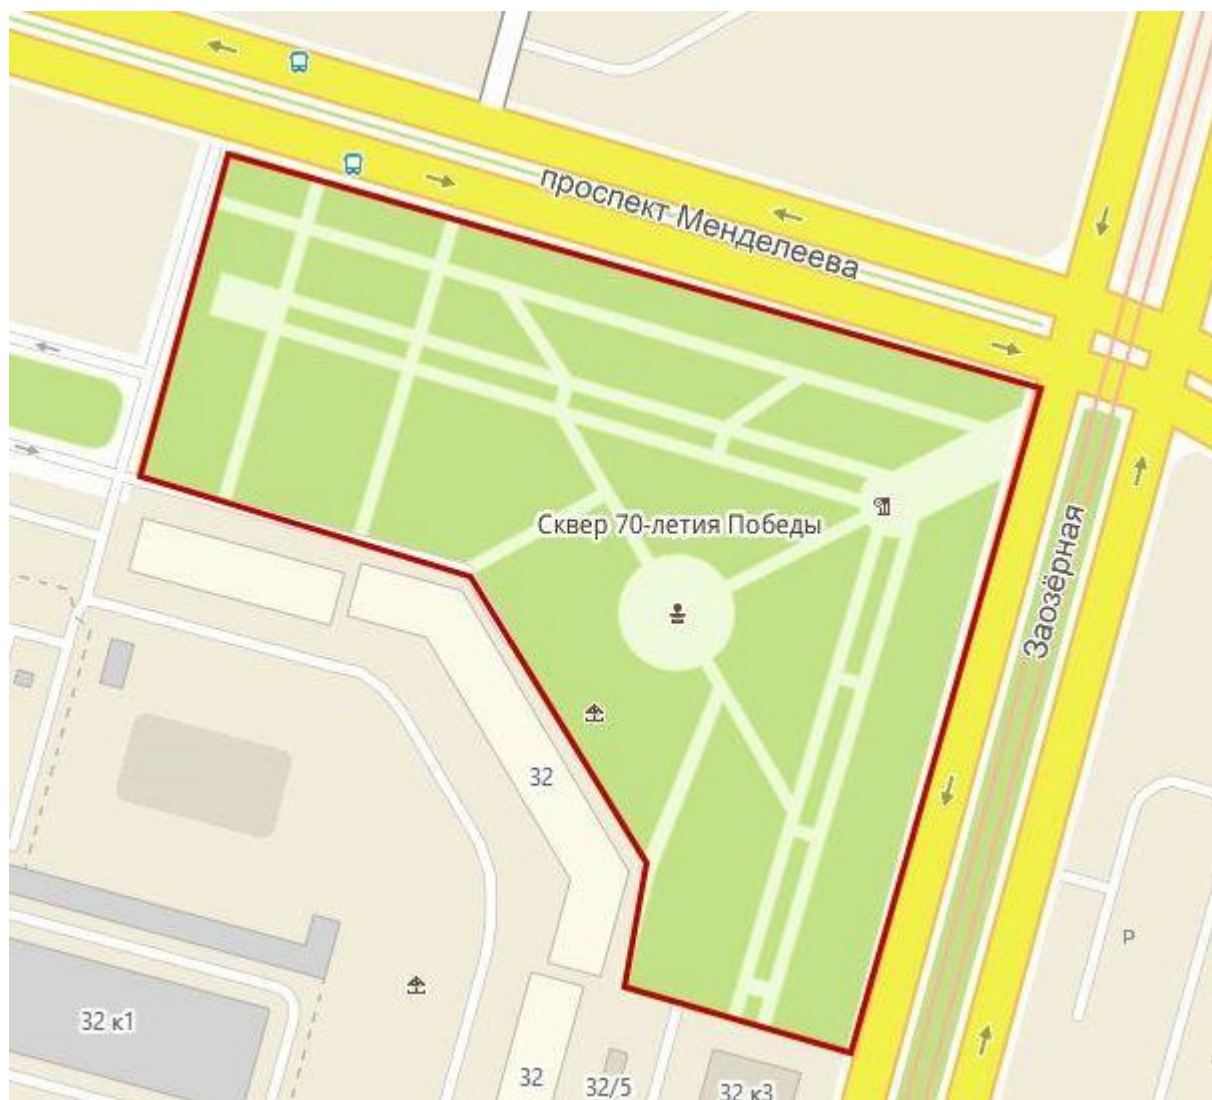 проспект Менделеева
Сквер 70-летия Победы
Заозёрная
32
P
32 к1
32
32/5
32 к3